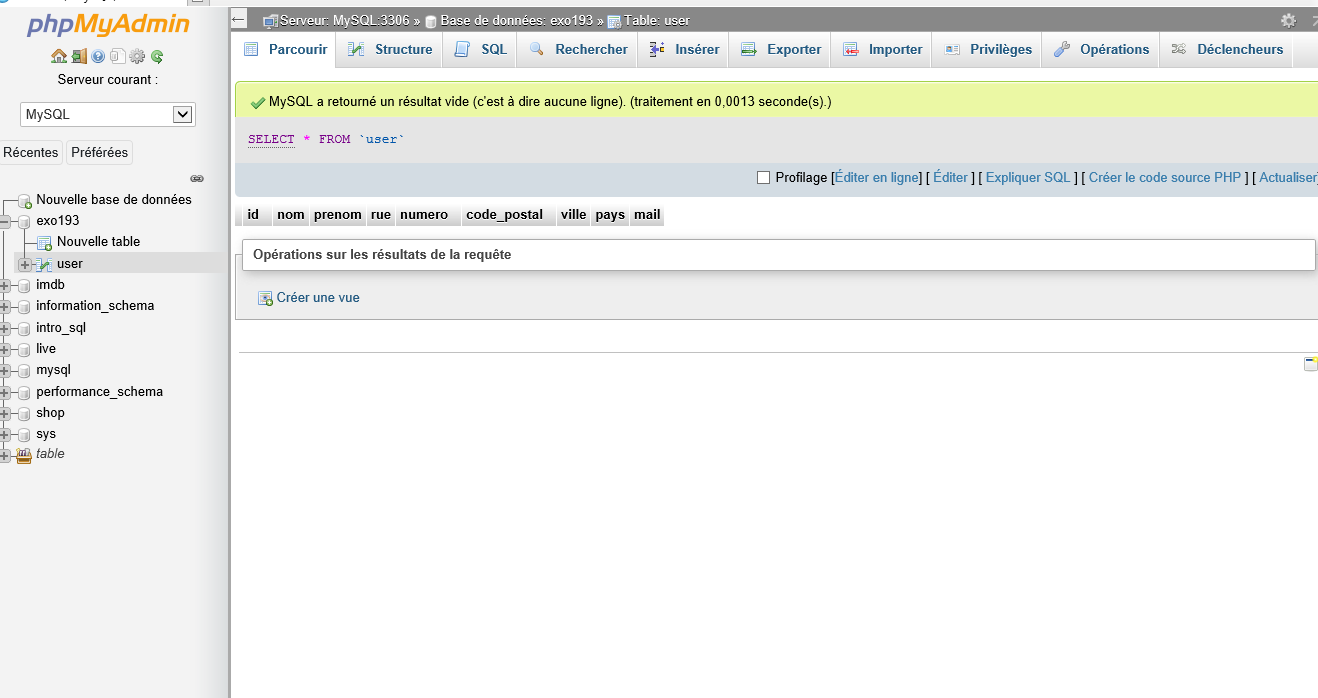 phpMyAdmin
Serveur courant :
MySQL
Récentes Préférées
Nouvelle base de données
exo193
Nouvelle table
user
imdb
information_schema
intro_sql
live
mysql
performance_schema
shop
sys
table
Serveur: MySQL:3306 » Base de données: exo193 » Table: user
Parcourir Structure SQL Rechercher Insérer Exporter Importer Privilèges Opérations Déclencheurs
MySQL a retourné un résultat vide (c'est à dire aucune ligne). (traitement en 0,0013 seconde(s).)
SELECT * FROM `user`
Profilage [Éditer en ligne] [ Éditer ] [ Expliquer SQL ] [ Créer le code source PHP ] [ Actualiser]
id nom prenom rue numero code_postal ville pays mail
Opérations sur les résultats de la requête
Créer une vue